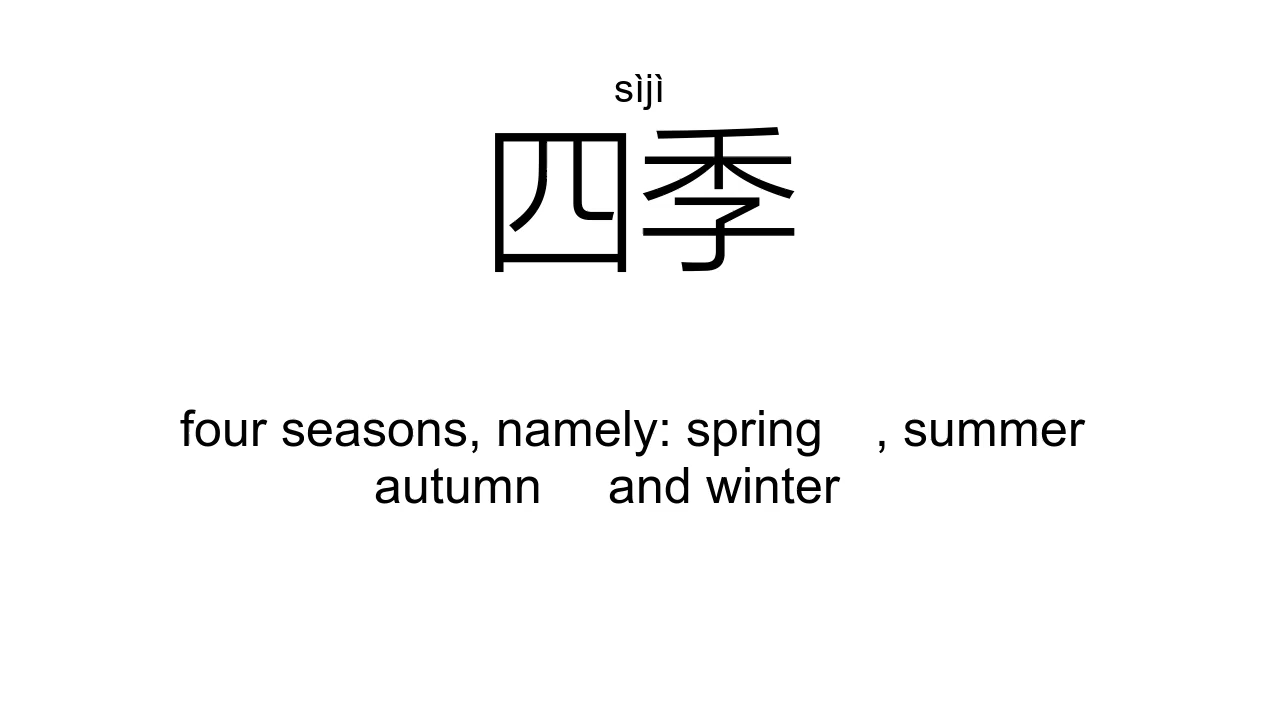 sìjì
四季
four seasons, namely: spring , summer
autumn and winter